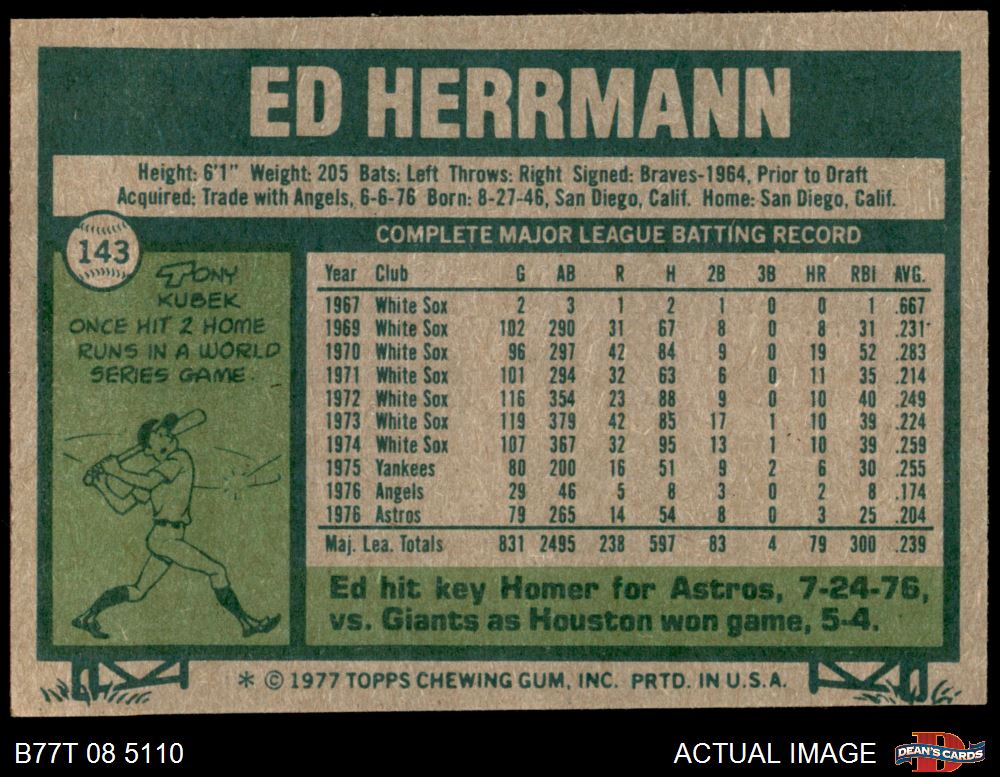 ED HERRMANN
Height: 6'1" Weight: 205 Bats: Left Throws: Right Signed: Braves-1964, Prior to Draft
Acquired: Trade with Angels, 6-6-76 Born: 8-27-46, San Diego, Calif. Home: San Diego, Calif.
143
TONY
KUBEK
ONCE HIT 2 HOME
RUNS IN A WORLD
SERIES GAME.
COMPLETE MAJOR LEAGUE BATTING RECORD
Year Club G AB R H 2B 3B HR RBI AVG.
1967 White Sox 2 3 1 2 1 0 0 1 .667
1969 White Sox 102 290 31 67 8 0 8 31 .231
1970 White Sox 96 297 42 84 9 0 19 52 .283
1971 White Sox 101 294 32 63 6 0 11 35 .214
1972 White Sox 116 354 23 88 9 0 10 40 .249
1973 White Sox 119 379 42 85 17 1 10 39 .224
1974 White Sox 107 367 32 95 13 1 10 39 .259
1975 Yankees 80 200 16 51 9 2 6 30 .255
1976 Angels 29 46 5 8 3 0 2 8 .174
1976 Astros 79 265 14 54 8 0 3 25 .204
Maj. Lea. Totals 831 2495 238 597 83 4 79 300 .239
Ed hit key Homer for Astros, 7-24-76,
vs. Giants as Houston won game, 5-4.
* © 1977 TOPPS CHEWING GUM, INC. PRTD. IN U.S.A.
B77T 08 5110
ACTUAL IMAGE
DEAN'S CARDS